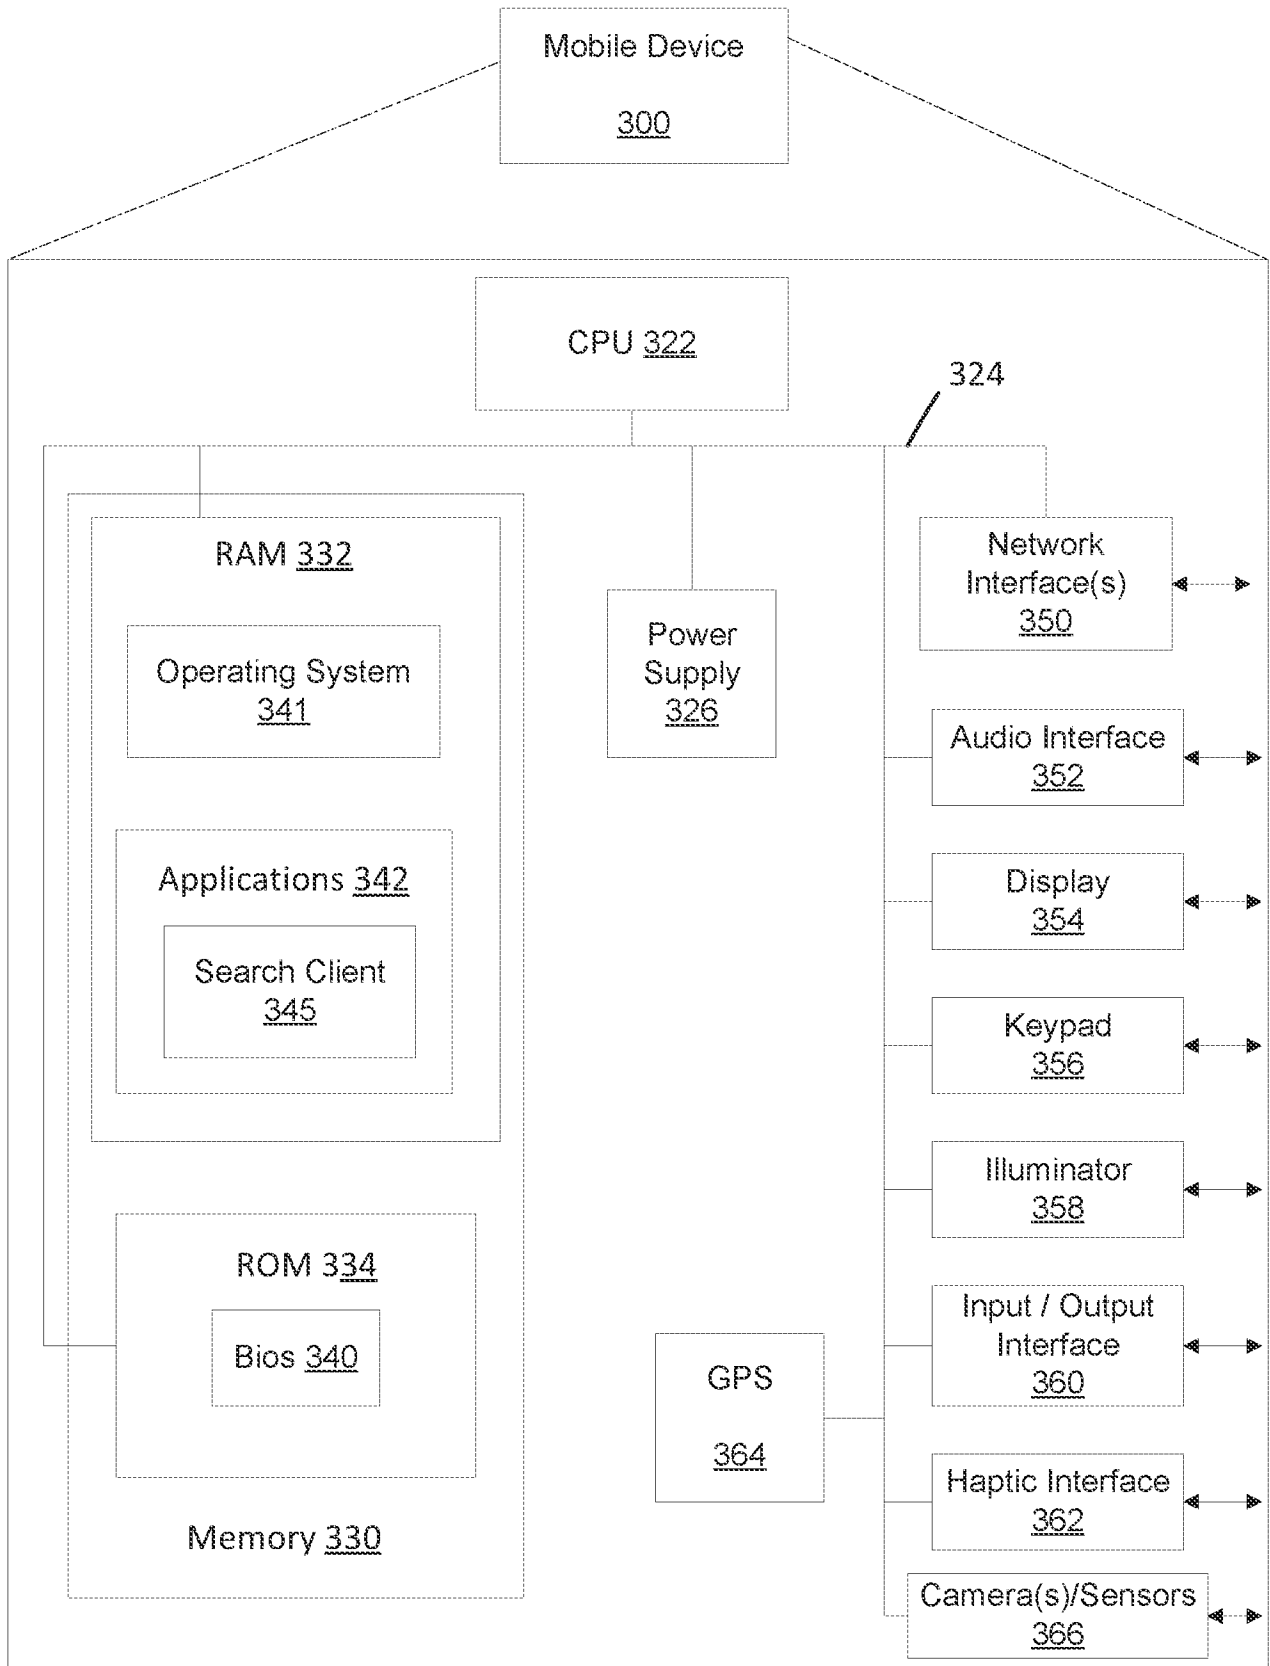 Mobile Device
300
CPU 322
324
RAM 332
Operating System
341
Applications 342
Search Client
345
ROM 334
Bios 340
Memory 330
Power
Supply
326
GPS
364
Network
Interface(s)
350
Audio Interface
352
Display
354
Keypad
356
Illuminator
358
Input / Output
Interface
360
Haptic Interface
362
Camera(s)/Sensors
366